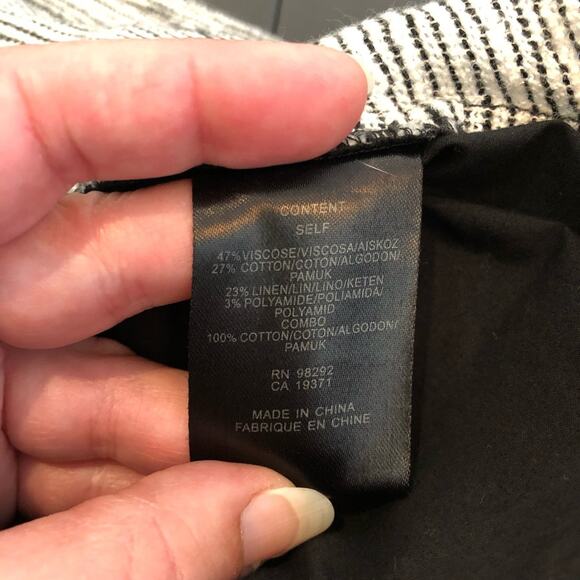 CONTENT
SELF
47% VISCOSE/VISCOSA/AISKOZ
27% COTTON/COTON/ALGODON/
PAMUK
23% LINEN/LIN/LINO/KETEN
3% POLYAMIDE/POLIAMIDA/
POLYAMID
COMBO
100% COTTON/COTON/ALGODON/
PAMUK
RN 98292
CA 19371
MADE IN CHINA
FABRIQUE EN CHINE